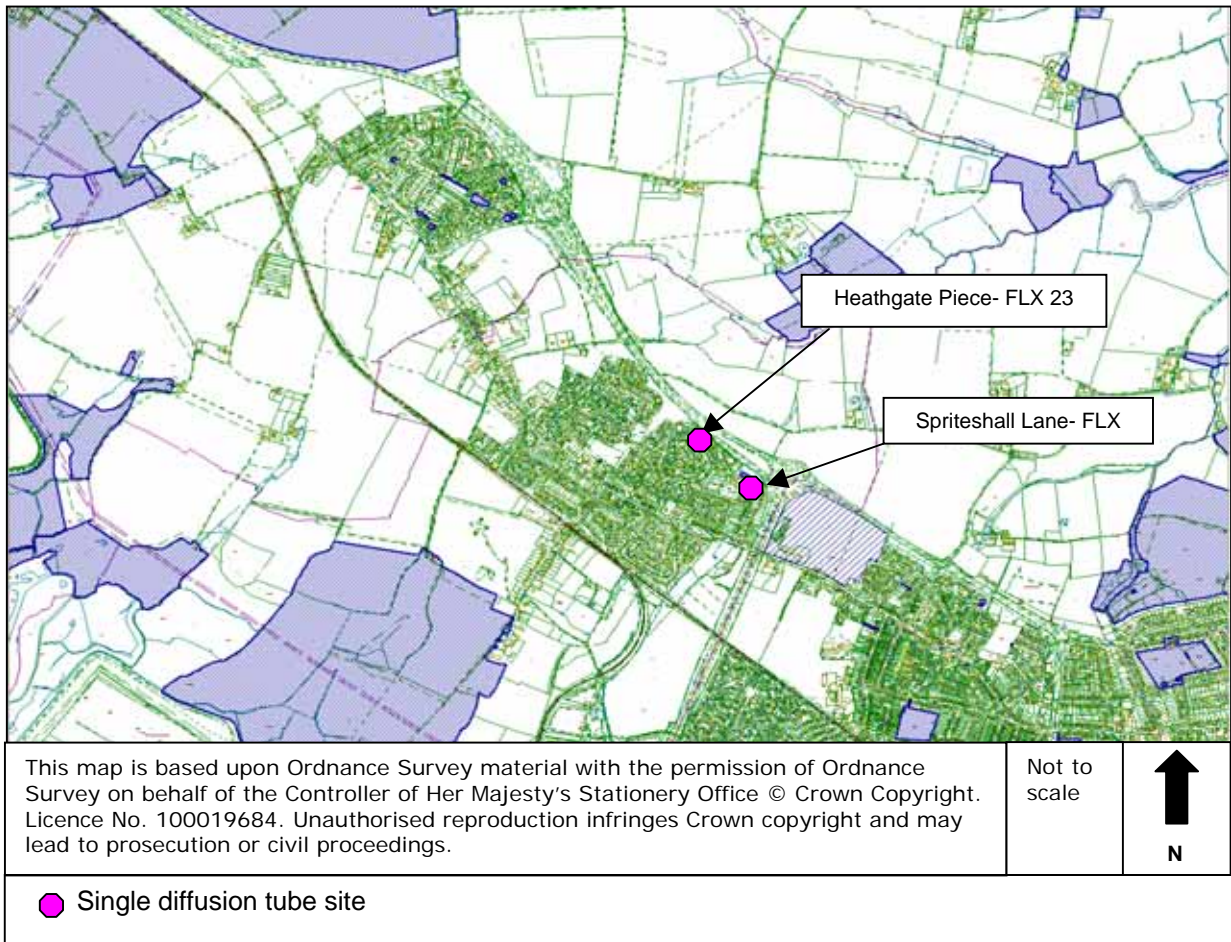 Heathgate Piece- FLX 23
Spriteshall Lane- FLX
This map is based upon Ordnance Survey material with the permission of Ordnance
Survey on behalf of the Controller of Her Majesty's Stationery Office © Crown Copyright.
Licence No. 100019684. Unauthorised reproduction infringes Crown copyright and may
lead to prosecution or civil proceedings.
Not to
scale
N
Single diffusion tube site